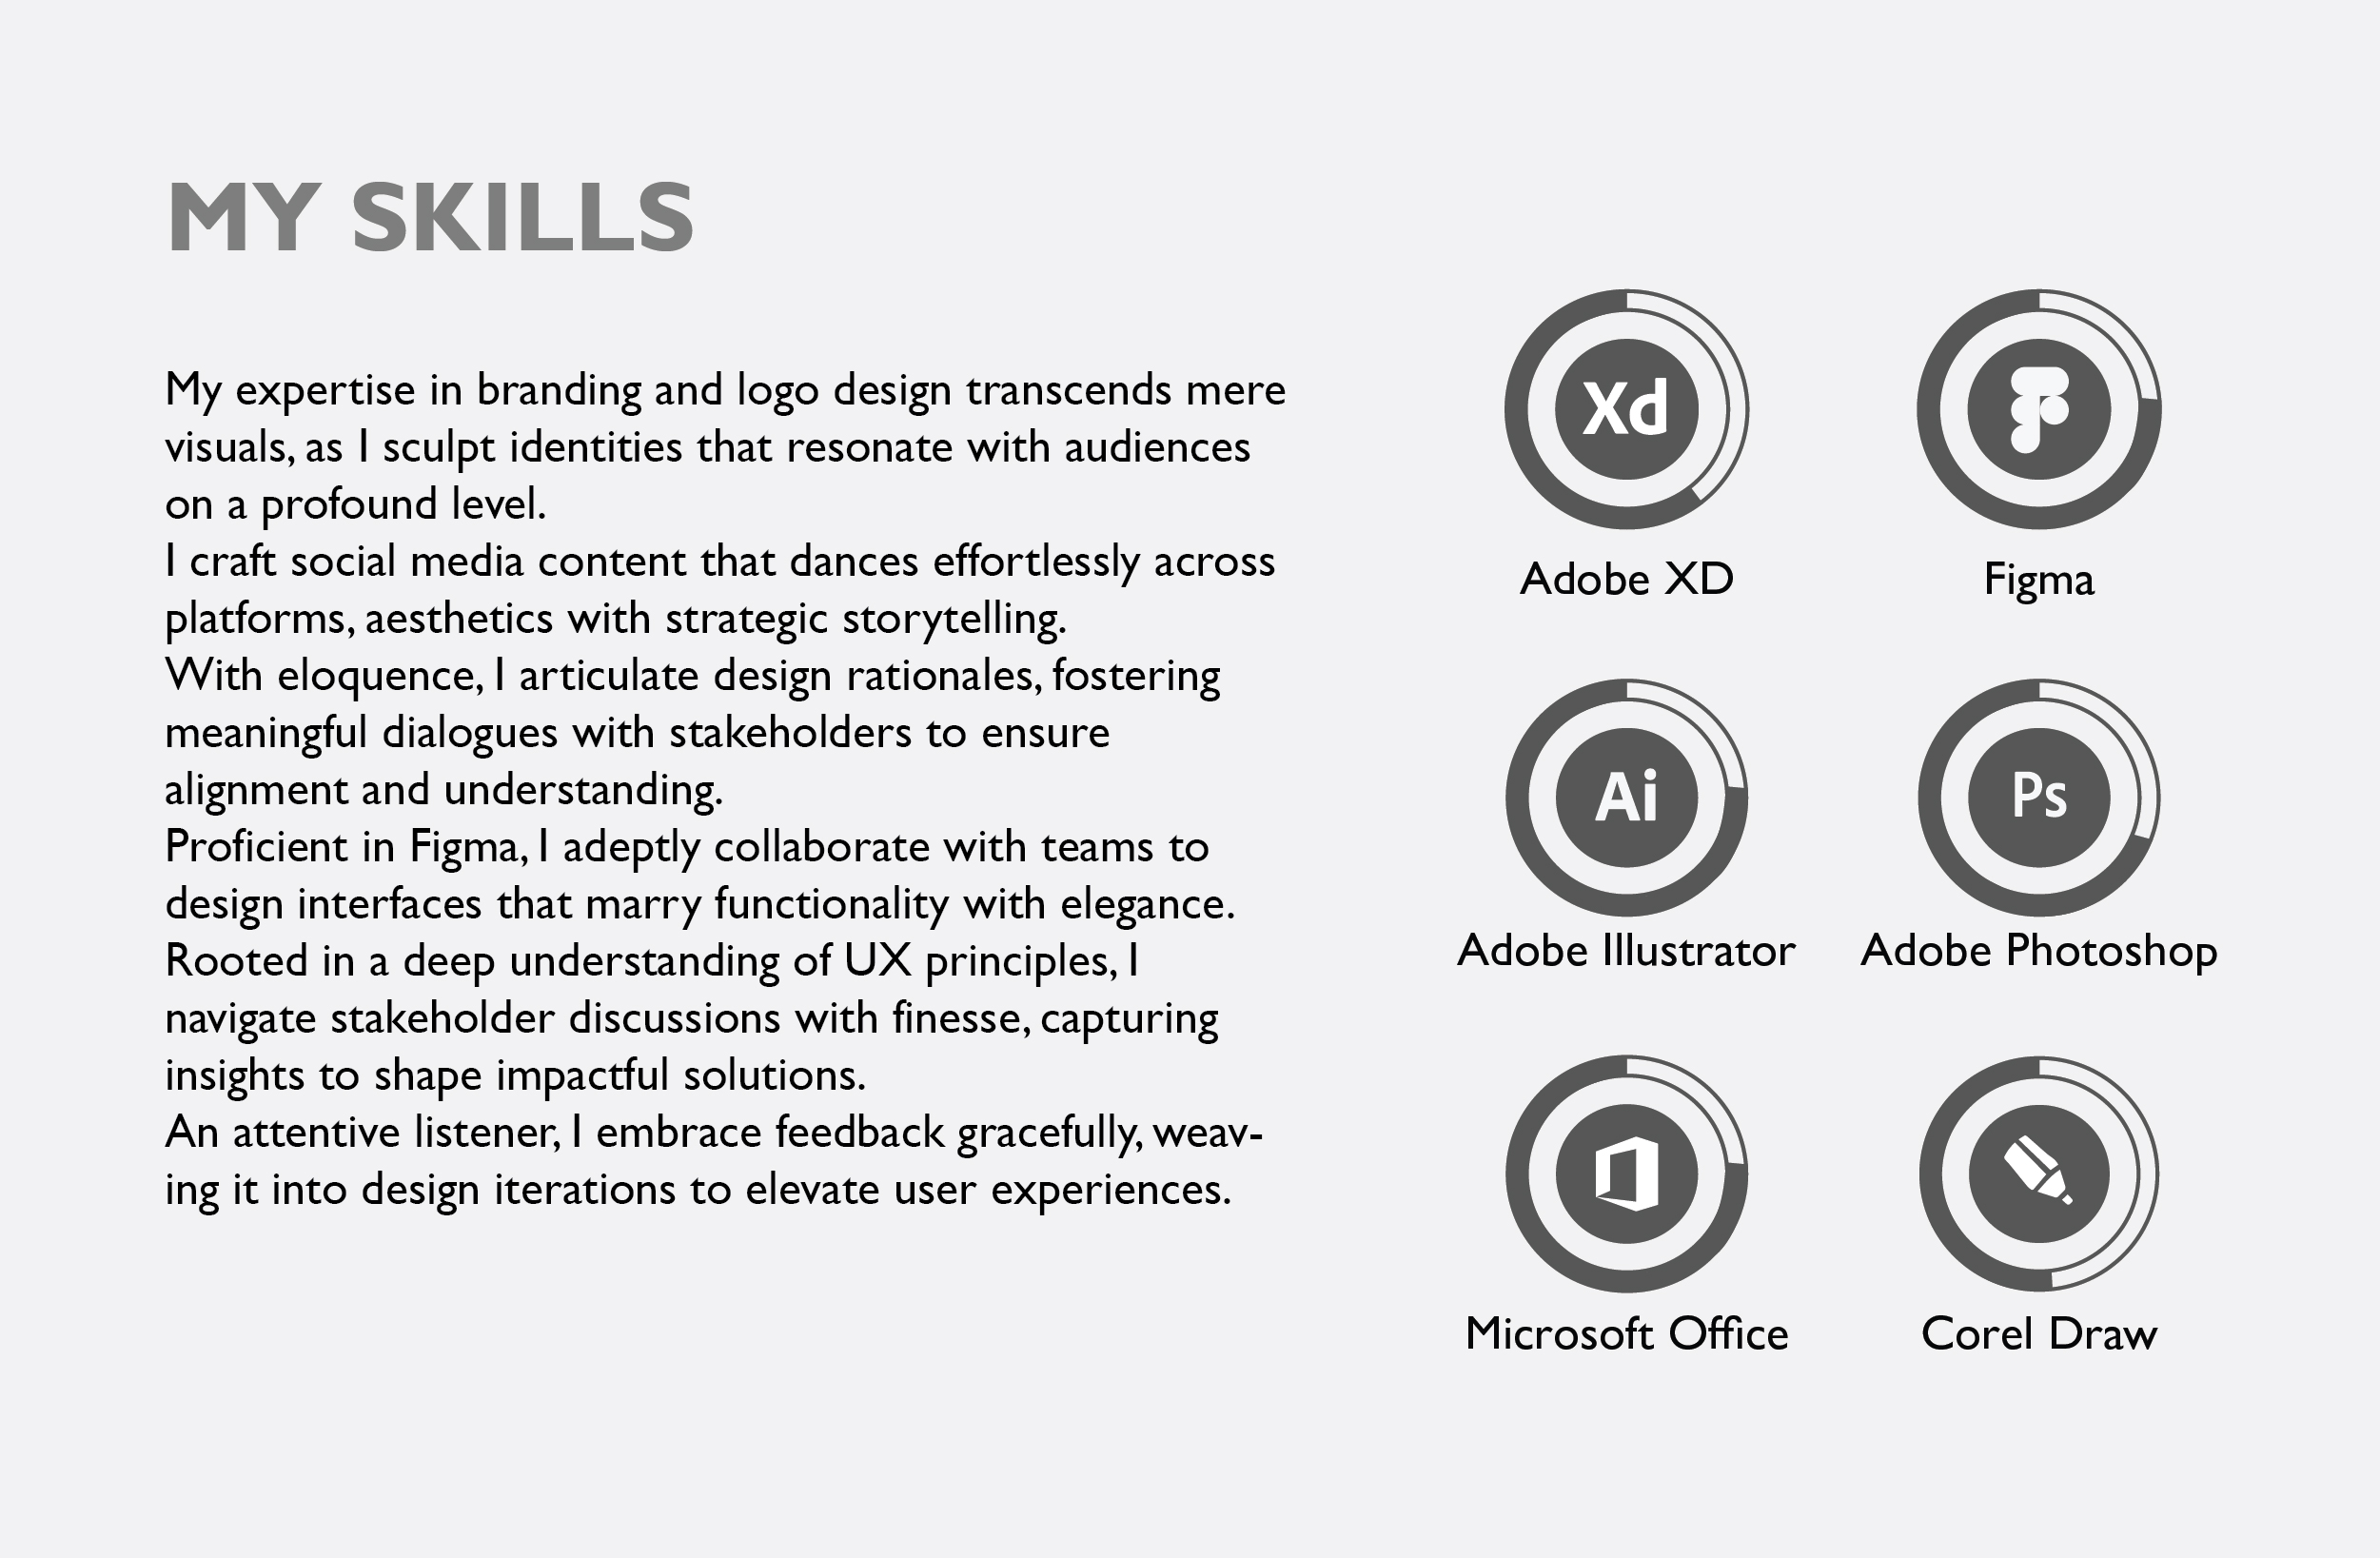 MY SKILLS
My expertise in branding and logo design transcends mere
visuals, as I sculpt identities that resonate with audiences
on a profound level.
I craft social media content that dances effortlessly across
platforms, aesthetics with strategic storytelling.
With eloquence, I articulate design rationales, fostering
meaningful dialogues with stakeholders to ensure
alignment and understanding.
Proficient in Figma, I adeptly collaborate with teams to
design interfaces that marry functionality with elegance.
Rooted in a deep understanding of UX principles, I
navigate stakeholder discussions with finesse, capturing
insights to shape impactful solutions.
An attentive listener, I embrace feedback gracefully, weav-
ing it into design iterations to elevate user experiences.
Xd
Adobe XD
Figma
Ai
Adobe Illustrator
Ps
Adobe Photoshop
Microsoft Office
Corel Draw